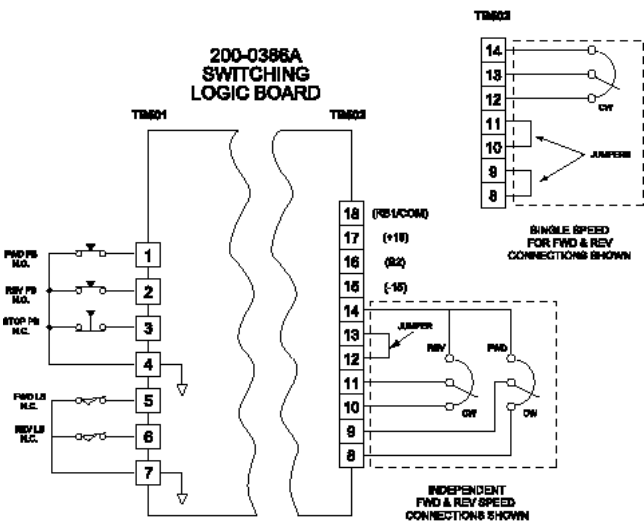 200-0386A
SWITCHING
LOGIC BOARD
TB501
TB502
FWD PB
N.O.
REV PB
N.O.
STOP PB
N.C.
FWD LS
N.C.
REV LS
N.C.
1
2
3
4
5
6
7
18 (RB1/COM)
17 (+15)
16 (S2)
15 (-15)
14
13
12
11
10
9
8
JUMPER
REV
FWD
CW
CW
INDEPENDENT
FWD & REV SPEED
CONNECTIONS SHOWN
TB502
14
13
12
11
10
9
8
CW
JUMPERS
SINGLE SPEED
FOR FWD & REV
CONNECTIONS SHOWN